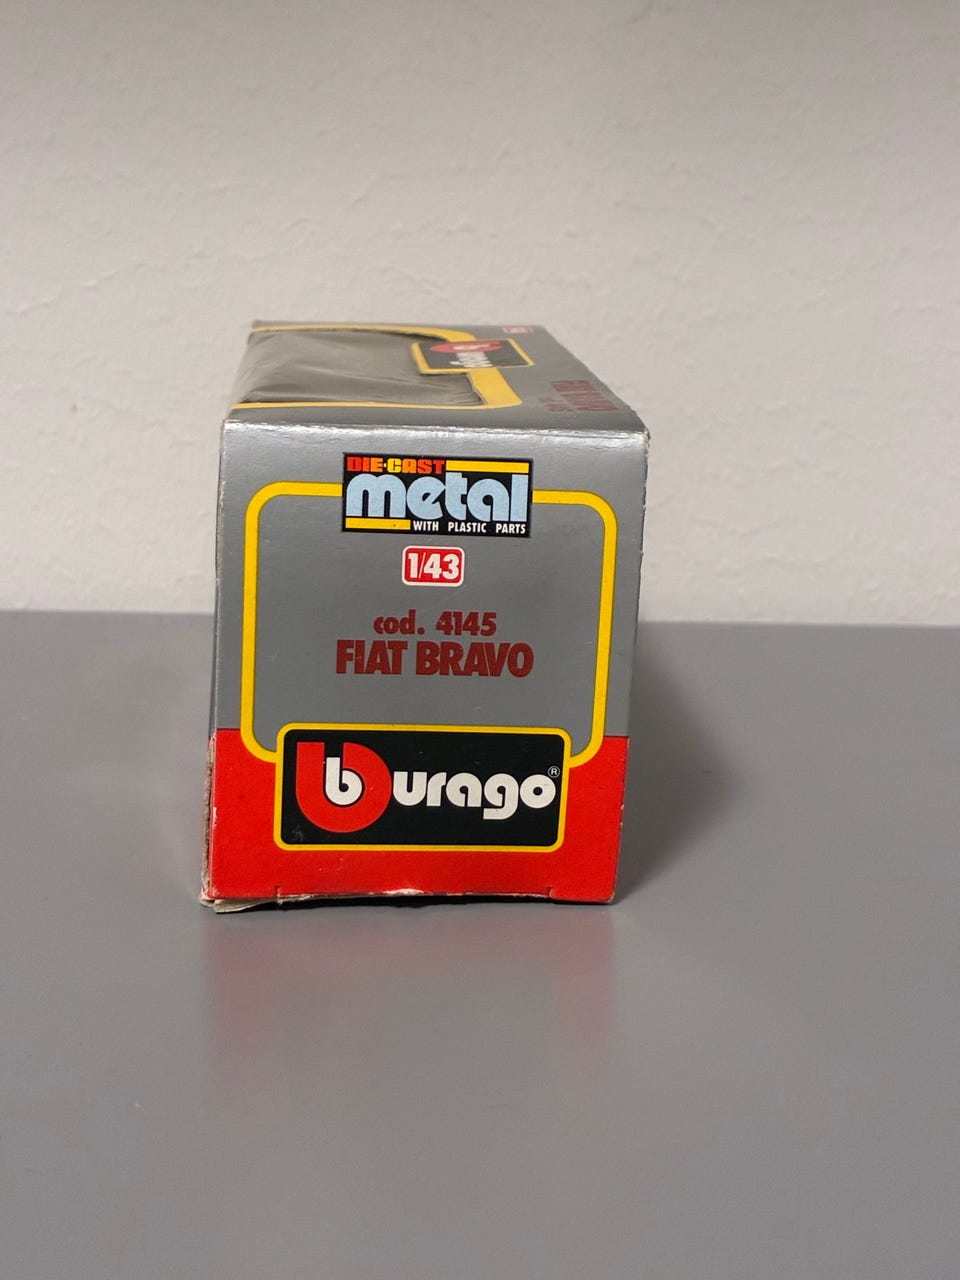 DIE-CAST
metal
WITH PLASTIC PARTS
1/43
cod. 4145
FIAT BRAVO
burago®